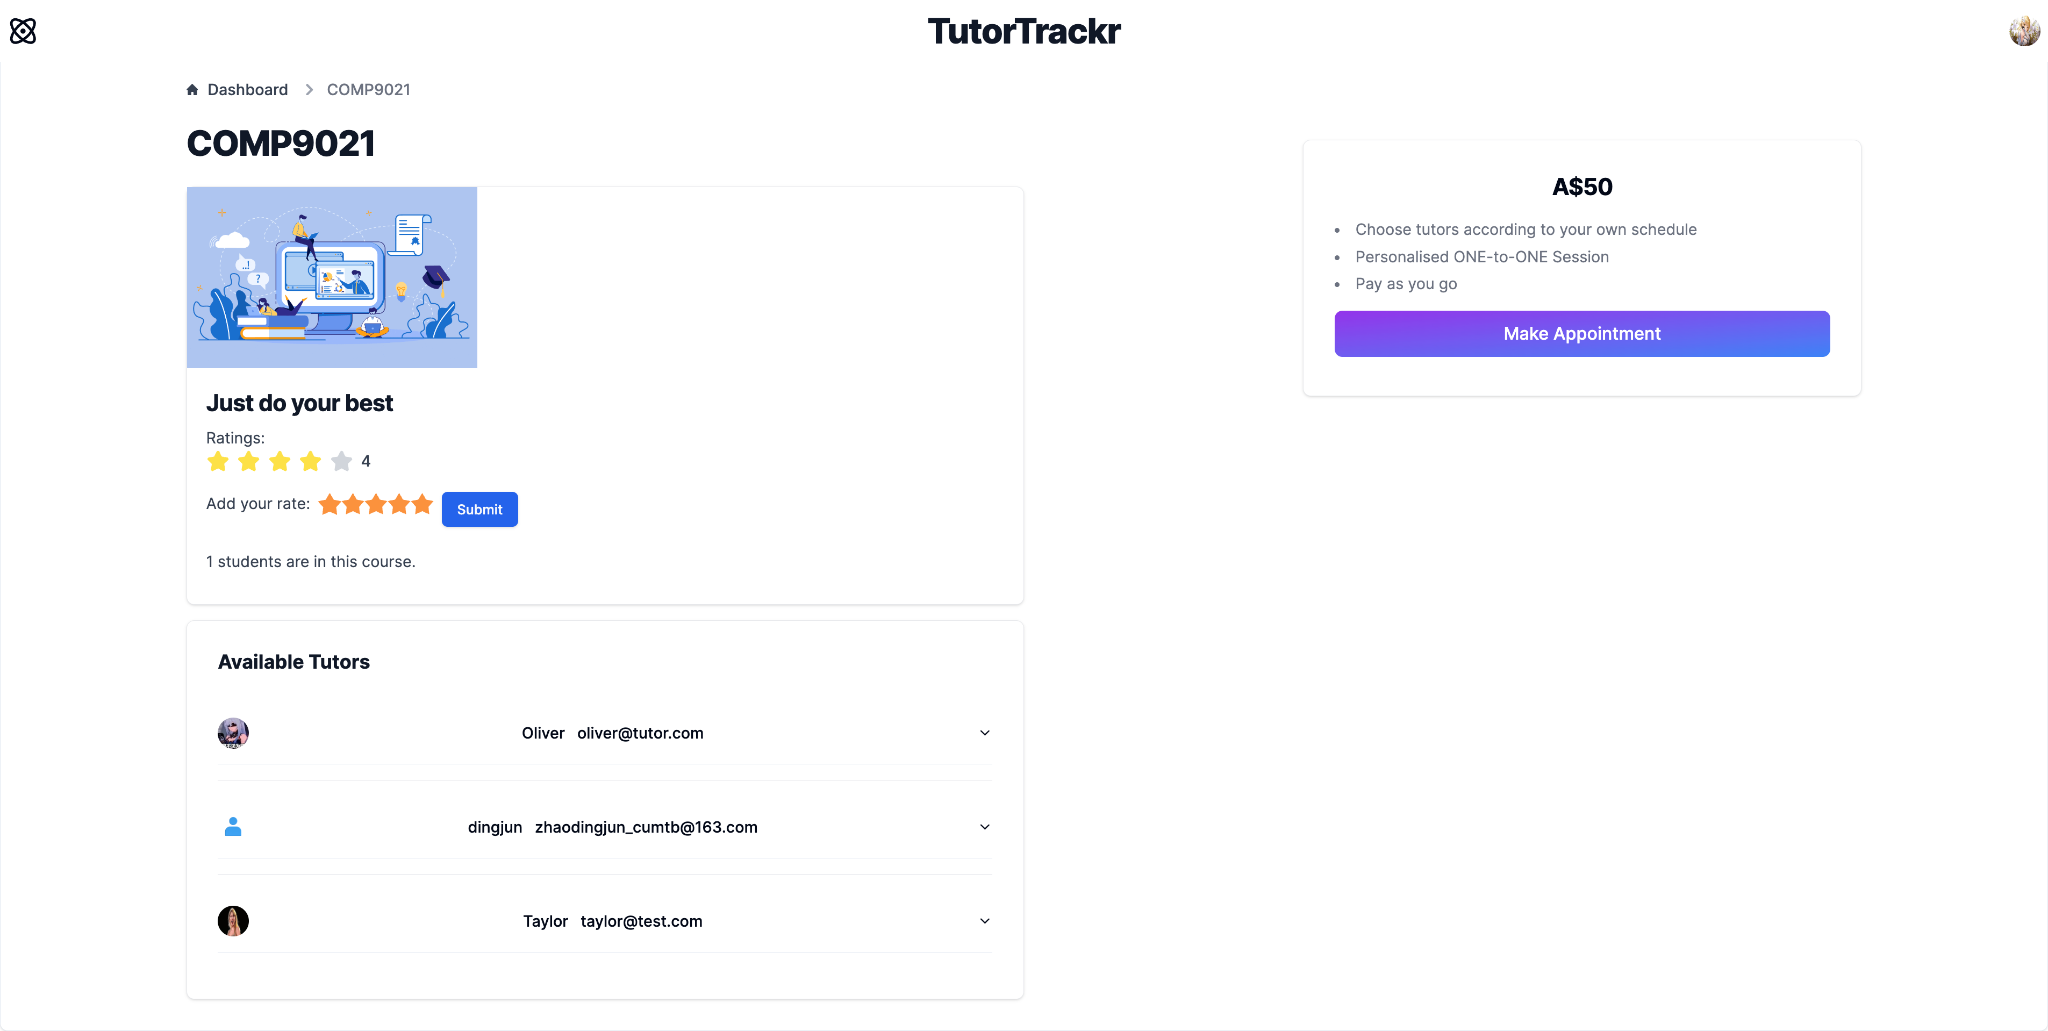 TutorTrackr
Dashboard > COMP9021
COMP9021
Just do your best
Ratings:
4
Add your rate: Submit
1 students are in this course.
Available Tutors
Oliver oliver@tutor.com
dingjun zhaodingjun_cumtb@163.com
Taylor taylor@test.com
A$50
• Choose tutors according to your own schedule
• Personalised ONE-to-ONE Session
• Pay as you go
Make Appointment